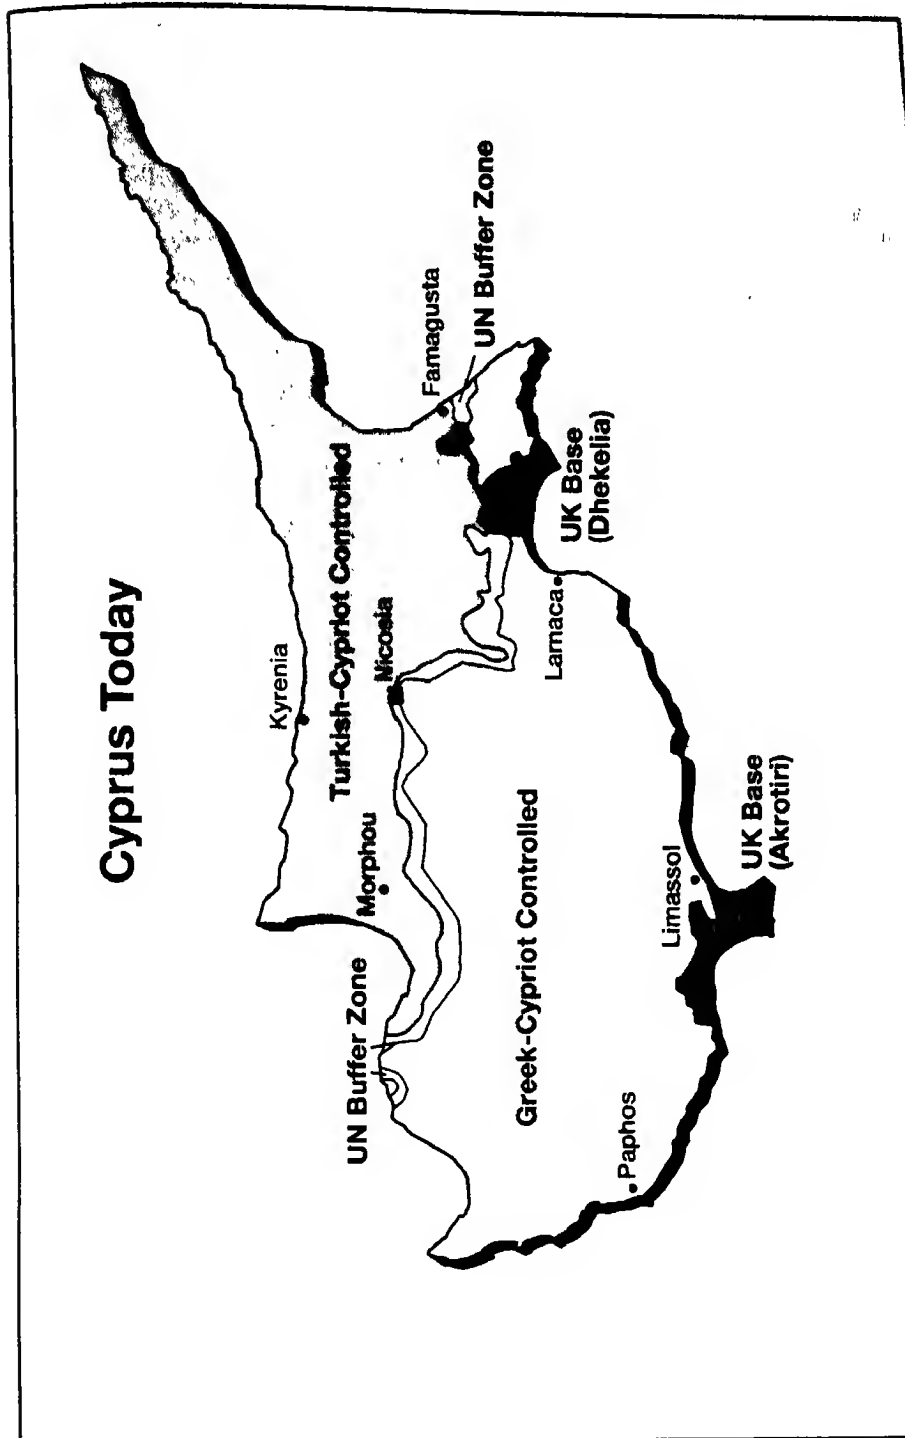 Cyprus Today
Kyrenia
Turkish-Cypriot Controlled
Morphou
Nicosia
UN Buffer Zone
Famagusta
UN Buffer Zone
Greek-Cypriot Controlled
Larnaca
UK Base
(Dhekelia)
Paphos
Limassol
UK Base
(Akrotiri)